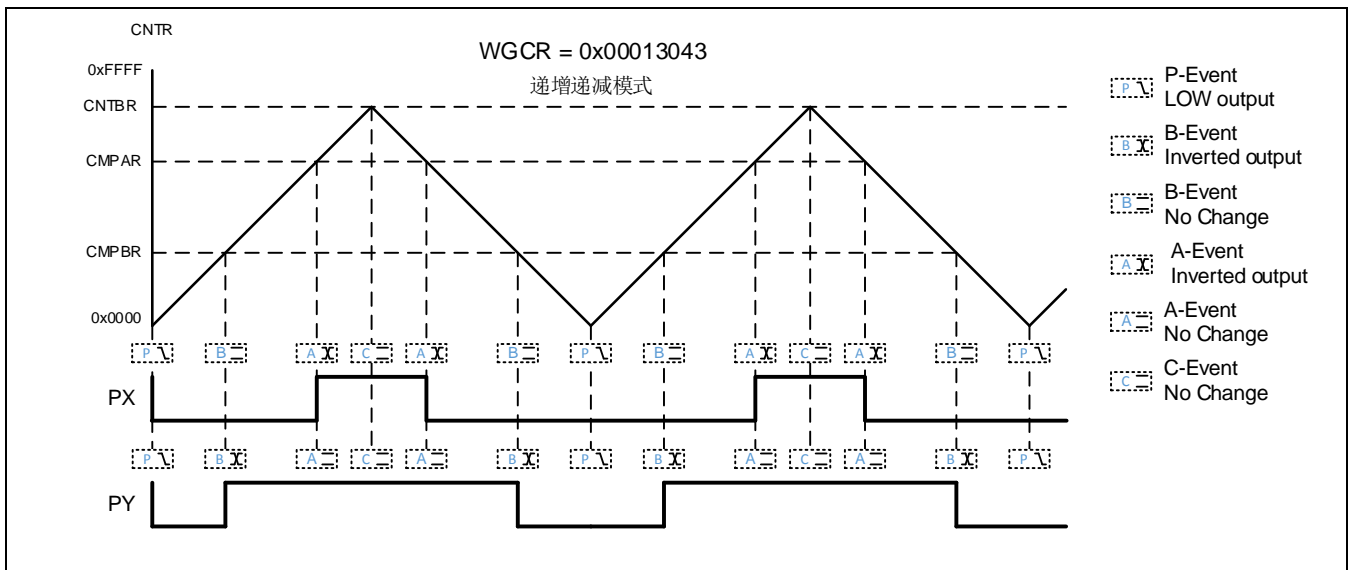 CNTR
WGCR = 0x00013043
递增递减模式
0xFFFF
CNTBR
CMPAR
CMPBR
0x0000
P B A C A B P B A C A B P
PX
P B A C A B P B A C A B P
PY
P P-Event
LOW output
B B-Event
Inverted output
B B-Event
No Change
A A-Event
Inverted output
A A-Event
No Change
C C-Event
No Change